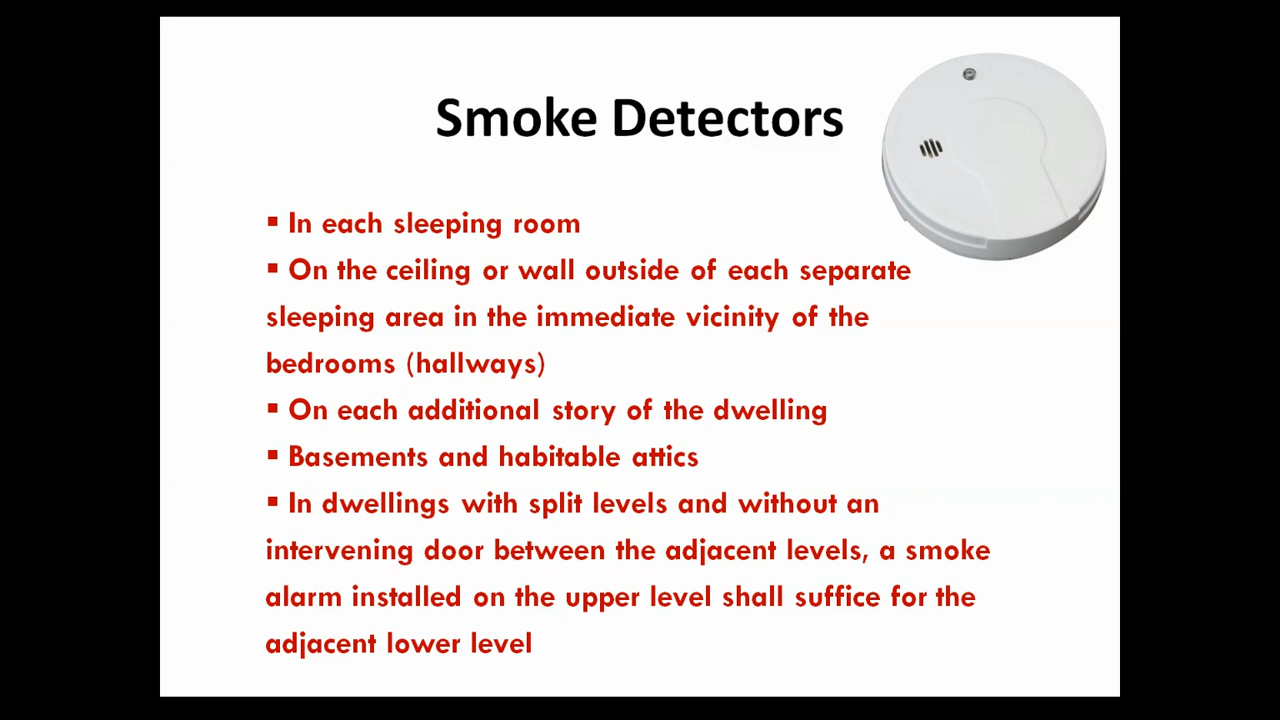 Smoke Detectors
▪ In each sleeping room
▪ On the ceiling or wall outside of each separate
sleeping area in the immediate vicinity of the
bedrooms (hallways)
▪ On each additional story of the dwelling
▪ Basements and habitable attics
▪ In dwellings with split levels and without an
intervening door between the adjacent levels, a smoke
alarm installed on the upper level shall suffice for the
adjacent lower level